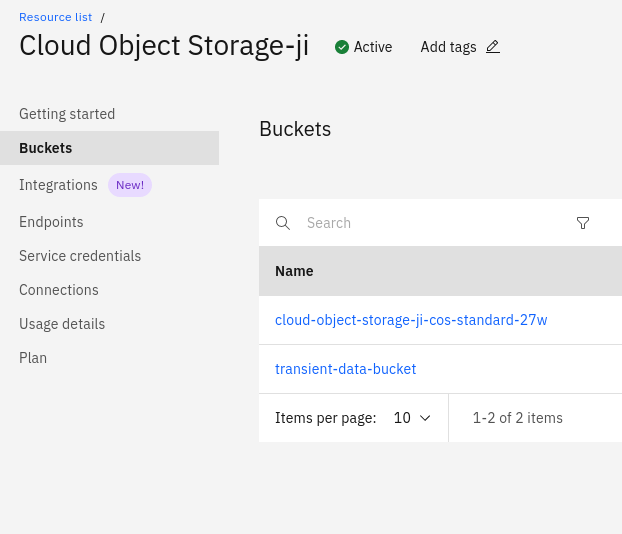 Resource list /
Cloud Object Storage-ji Active Add tags
Getting started
Buckets
Integrations New!
Endpoints
Service credentials
Connections
Usage details
Plan
Buckets
Search
Name
cloud-object-storage-ji-cos-standard-27w
transient-data-bucket
Items per page: 10 1-2 of 2 items